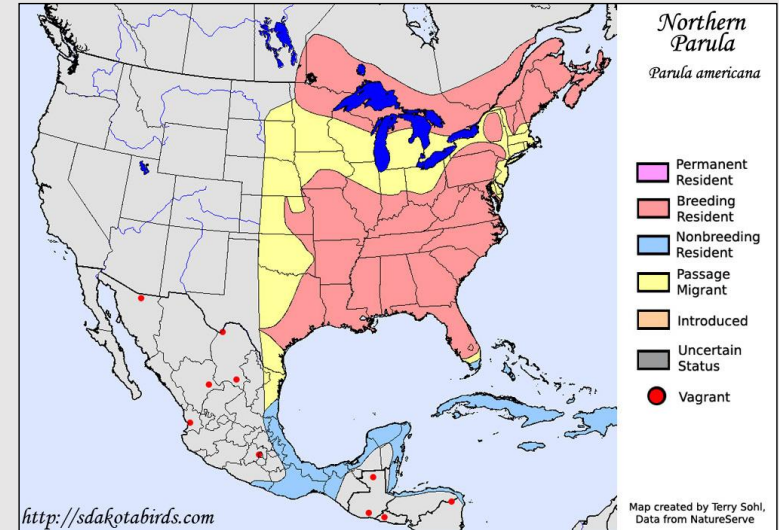 Northern
Parula
Parula americana
Permanent
Resident
Breeding
Resident
Nonbreeding
Resident
Passage
Migrant
Introduced
Uncertain
Status
Vagrant
http://sdakotabirds.com
Map created by Terry Sohl,
Data from NatureServe